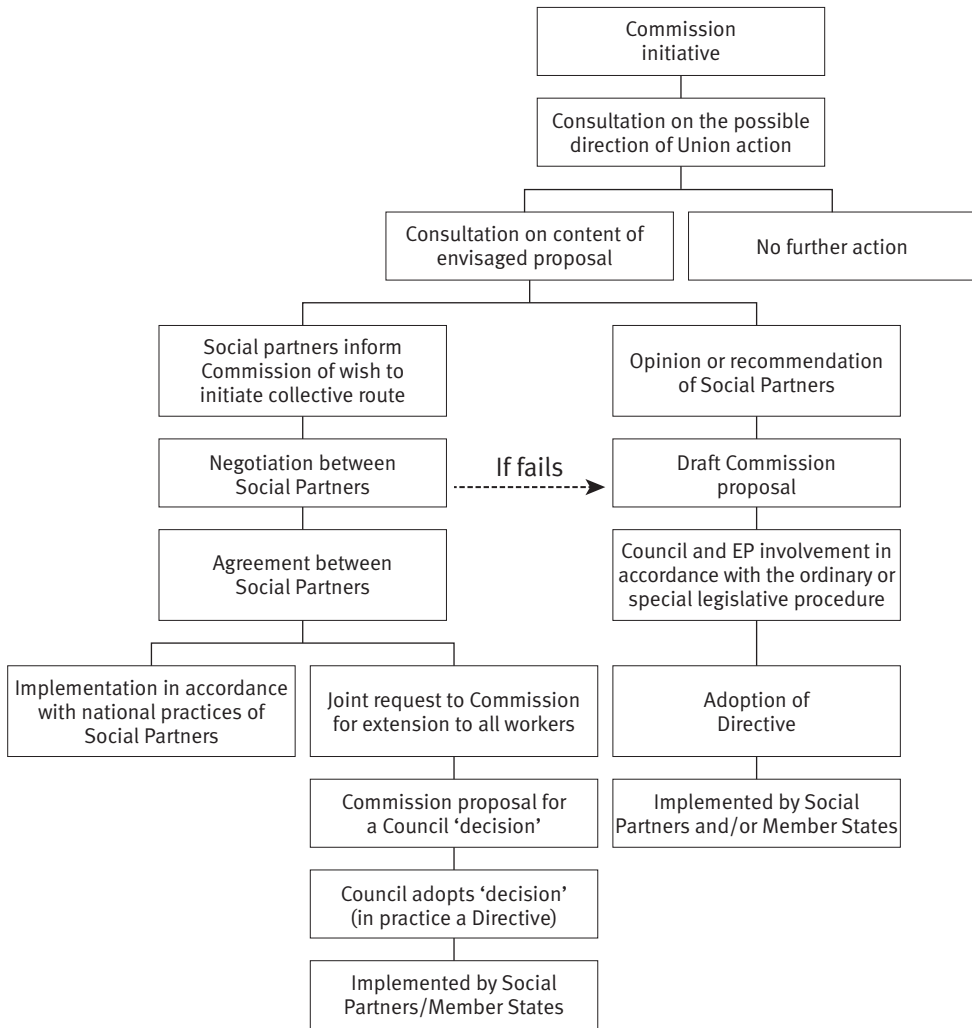 Commission
initiative
Consultation on the possible
direction of Union action
Consultation on content of
envisaged proposal
No further action
Social partners inform
Commission of wish to
initiate collective route
Opinion or recommendation
of Social Partners
Negotiation between
Social Partners
If fails
Draft Commission
proposal
Agreement between
Social Partners
Council and EP involvement in
accordance with the ordinary or
special legislative procedure
Implementation in accordance
with national practices of
Social Partners
Joint request to Commission
for extension to all workers
Adoption of
Directive
Commission proposal for
a Council ‘decision’
Implemented by Social
Partners and/or Member States
Council adopts ‘decision’
(in practice a Directive)
Implemented by Social
Partners/Member States